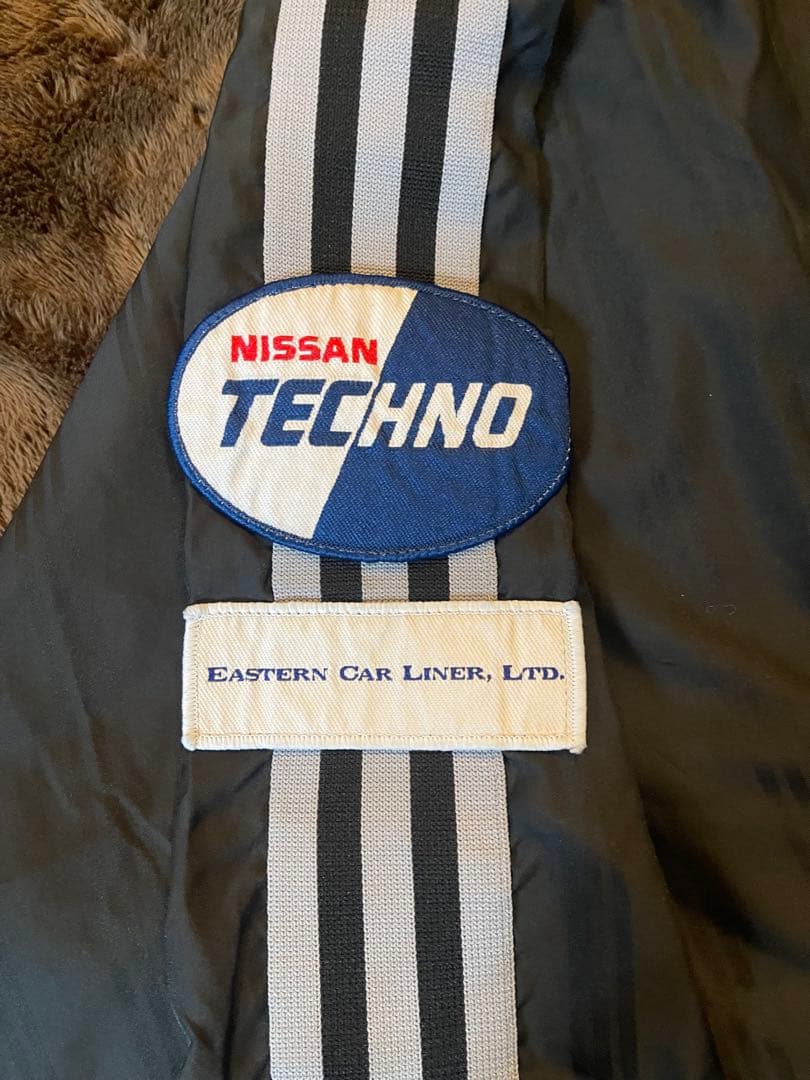 NISSAN
TECHNO
EASTERN CAR LINER, LTD.